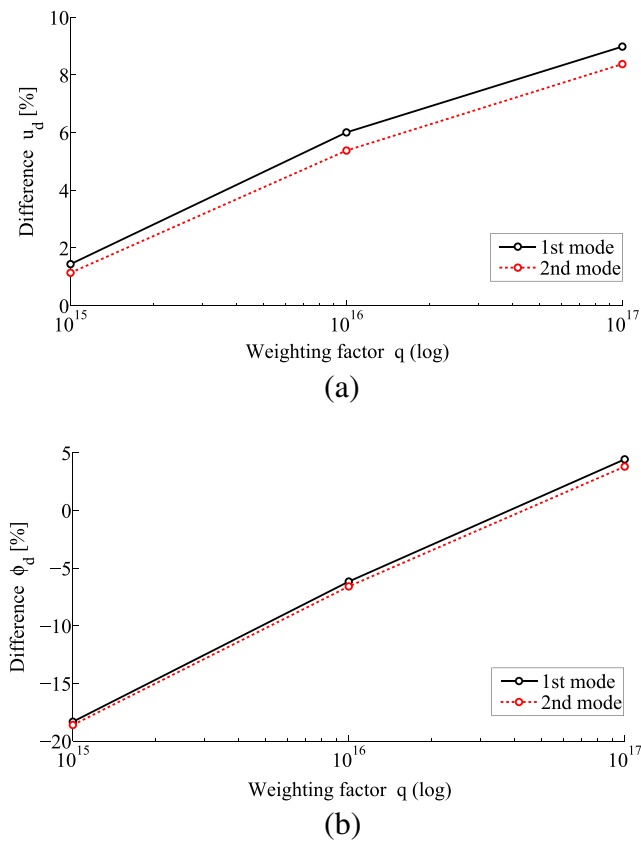 10
8
6
4
2
0
Difference u_d [%]
1st mode
2nd mode
10^15
10^16
10^17
Weighting factor q (log)
(a)
5
0
−5
−10
−15
−20
Difference ϕ_d [%]
1st mode
2nd mode
10^15
10^16
10^17
Weighting factor q (log)
(b)